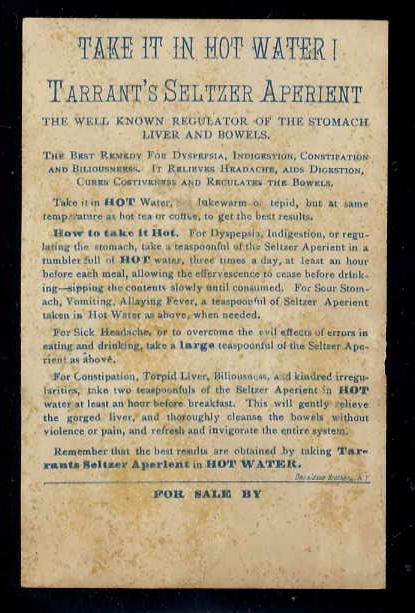 TAKE IT IN HOT WATER!
TARRANT'S SELTZER APERIENT
THE WELL KNOWN REGULATOR OF THE STOMACH
LIVER AND BOWELS.
THE BEST REMEDY FOR DYSPEPSIA, INDIGESTION, CONSTIPATION
AND BILIOUSNESS. IT RELIEVES HEADACHE, AIDS DIGESTION,
CURES COSTIVENESS AND REGULATES THE BOWELS.
Take it in HOT Water, lukewarm or tepid, but at same
temperature as hot tea or coffee, to get the best results.
How to take it Hot. For Dyspepsia, Indigestion, or regu-
lating the stomach, take a teaspoonful of the Seltzer Aperient in a
tumbler full of HOT water, three times a day, at least an hour
before each meal, allowing the effervescence to cease before drink-
ing—sipping the contents slowly until consumed. For Sour Stom-
ach, Vomiting, Allaying Fever, a teaspoonful of Seltzer Aperient
taken in Hot Water as above, when needed.
For Sick Headache, or to overcome the evil effects of errors in
eating and drinking, take a large teaspoonful of the Seltzer Ape-
rient as above.
For Constipation, Torpid Liver, Biliousness, and kindred irregu-
larities, take two teaspoonfuls of the Seltzer Aperient in HOT
water at least an hour before breakfast. This will gently relieve
the gorged liver, and thoroughly cleanse the bowels without
violence or pain, and refresh and invigorate the entire system.
Remember that the best results are obtained by taking Tar-
rants Seltzer Aperient in HOT WATER.
Donaldson Brothers, N.Y.
FOR SALE BY